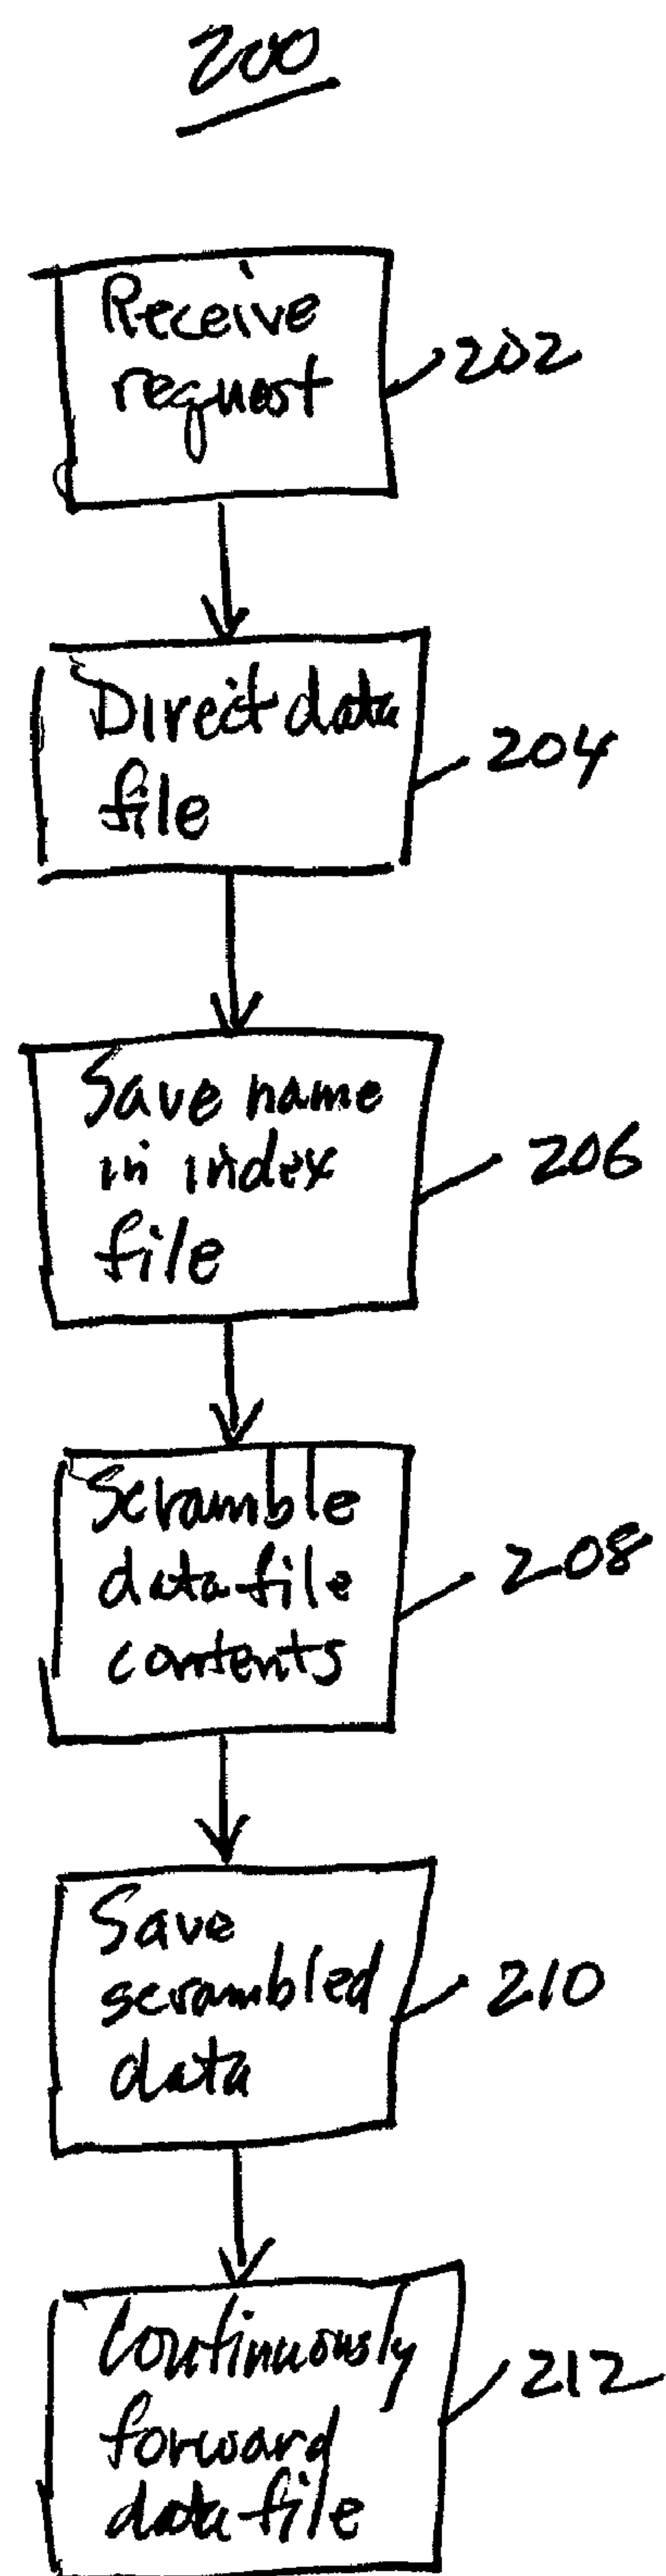 200
Receive
request
202
Direct data
file
204
Save name
in index
file
206
Scramble
data file
contents
208
Save
scrambled
data
210
Continuously
forward
data file
212